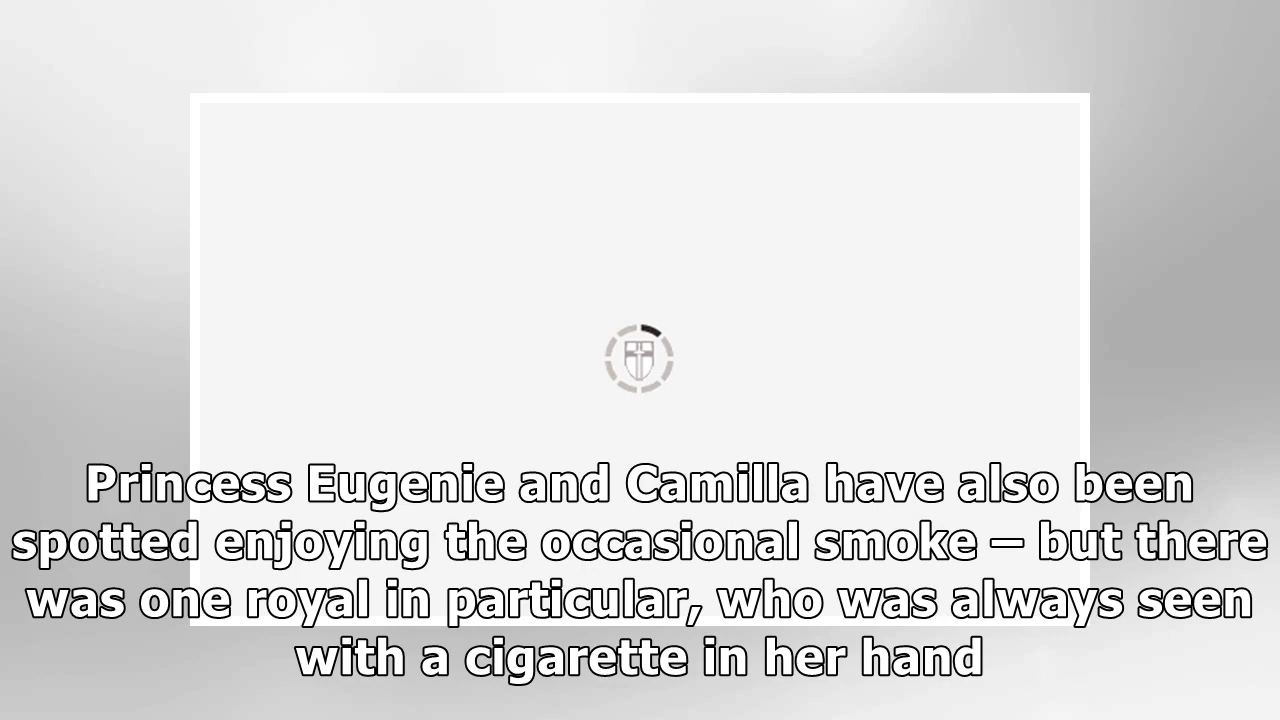 Princess Eugenie and Camilla have also been
spotted enjoying the occasional smoke – but there
was one royal in particular, who was always seen
with a cigarette in her hand